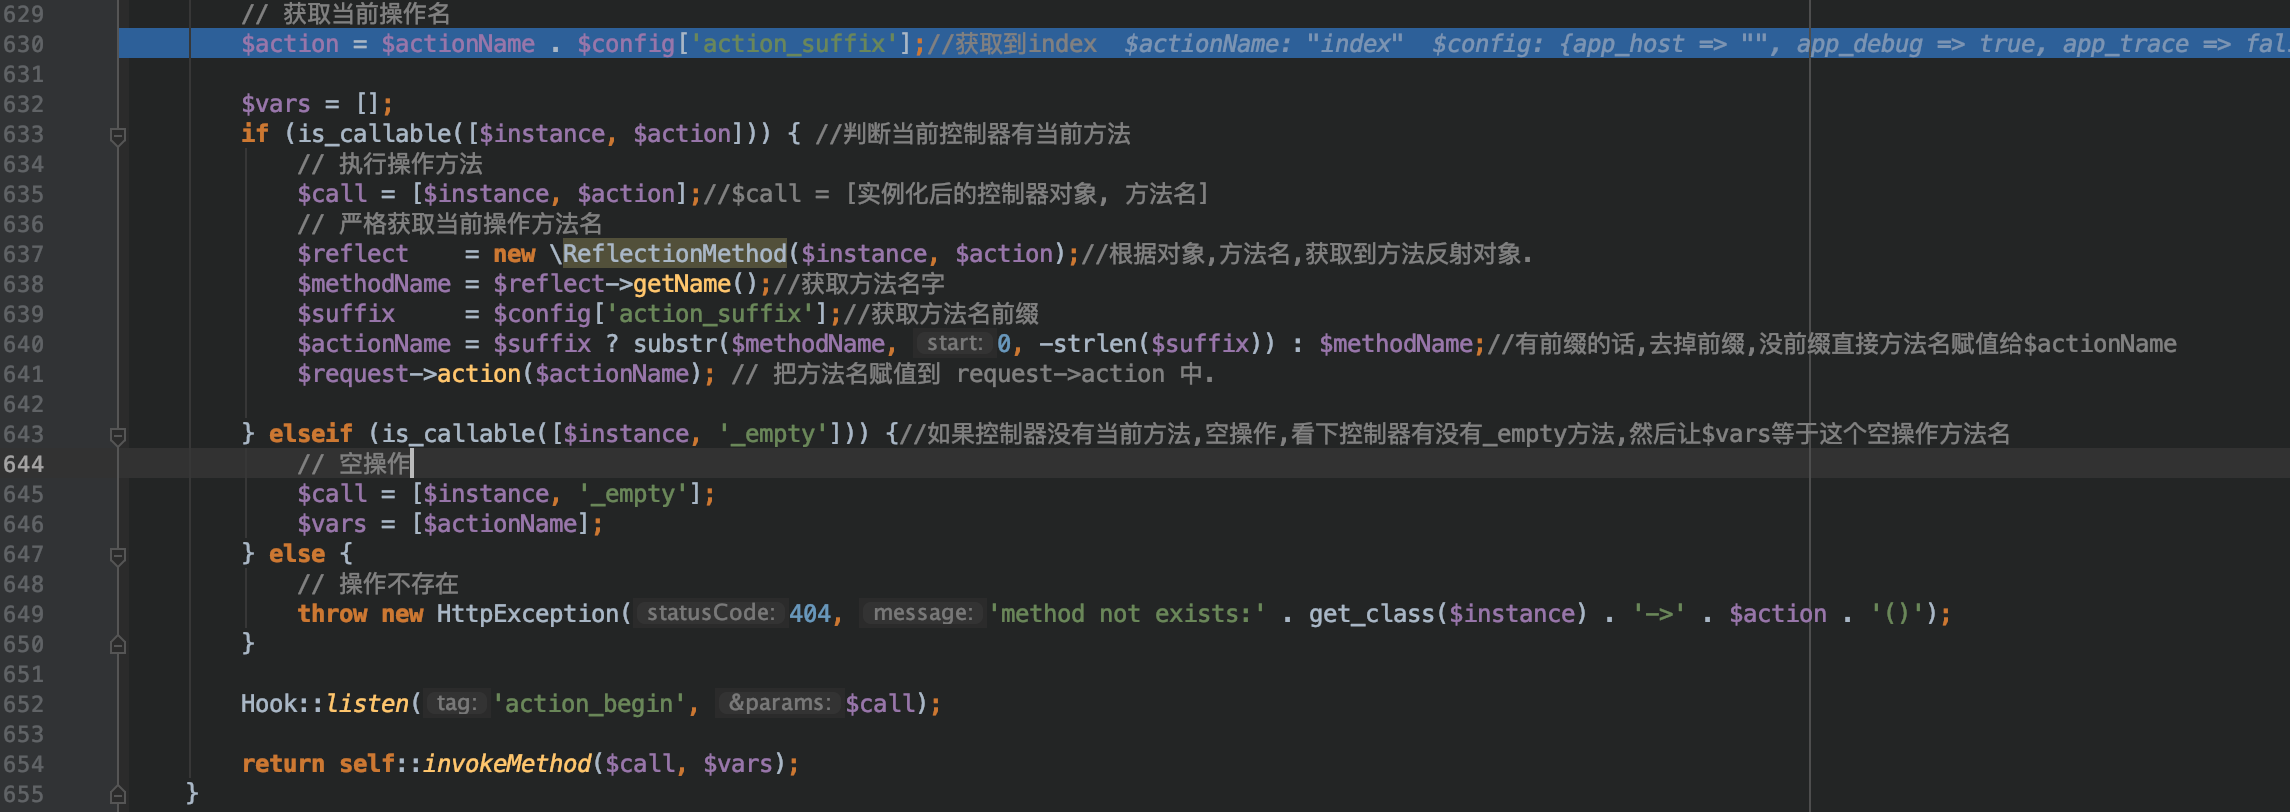 629 // 获取当前操作名
630 $action = $actionName . $config['action_suffix'];//获取到index $actionName: "index" $config: {app_host => "", app_debug => true, app_trace => fal
631
632 $vars = [];
633 if (is_callable([$instance, $action])) { //判断当前控制器有当前方法
634 // 执行操作方法
635 $call = [$instance, $action];//$call = [实例化后的控制器对象, 方法名]
636 // 严格获取当前操作方法名
637 $reflect = new \ReflectionMethod($instance, $action);//根据对象,方法名,获取到方法反射对象.
638 $methodName = $reflect->getName();//获取方法名字
639 $suffix = $config['action_suffix'];//获取方法名前缀
640 $actionName = $suffix ? substr($methodName, start: 0, -strlen($suffix)) : $methodName;//有前缀的话,去掉前缀,没前缀直接方法名赋值给$actionName
641 $request->action($actionName); // 把方法名赋值到 request->action 中.
642
643 } elseif (is_callable([$instance, '_empty'])) {//如果控制器没有当前方法,空操作,看下控制器有没有_empty方法,然后让$vars等于这个空操作方法名
644 // 空操作
645 $call = [$instance, '_empty'];
646 $vars = [$actionName];
647 } else {
648 // 操作不存在
649 throw new HttpException( statusCode: 404, message: 'method not exists:' . get_class($instance) . '->' . $action . '()');
650 }
651
652 Hook::listen( tag: 'action_begin', &params: $call);
653
654 return self::invokeMethod($call, $vars);
655 }